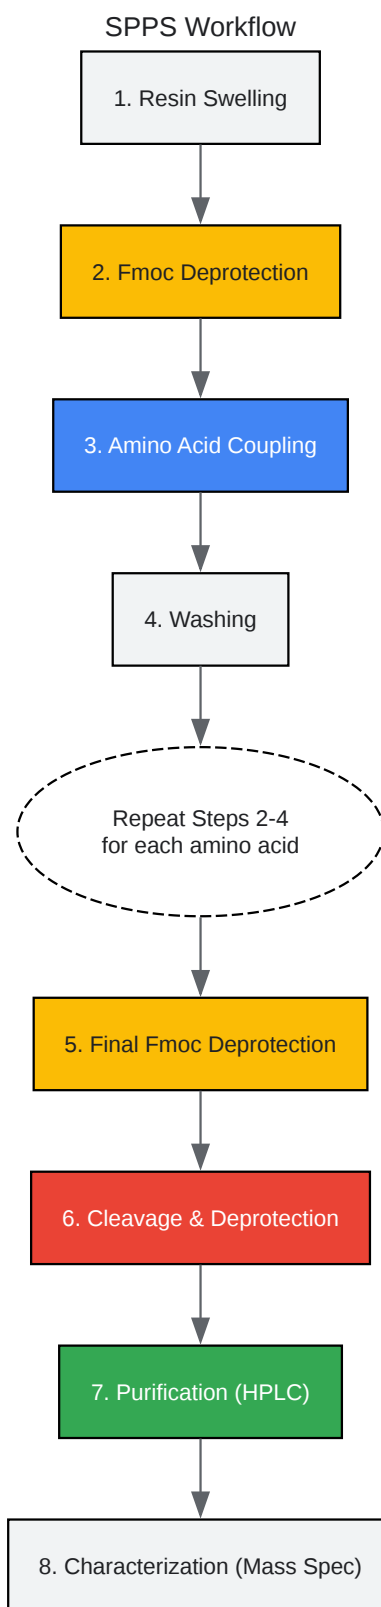 SPPS Workflow
1. Resin Swelling
2. Fmoc Deprotection
3. Amino Acid Coupling
4. Washing
Repeat Steps 2-4
for each amino acid
5. Final Fmoc Deprotection
6. Cleavage & Deprotection
7. Purification (HPLC)
8. Characterization (Mass Spec)